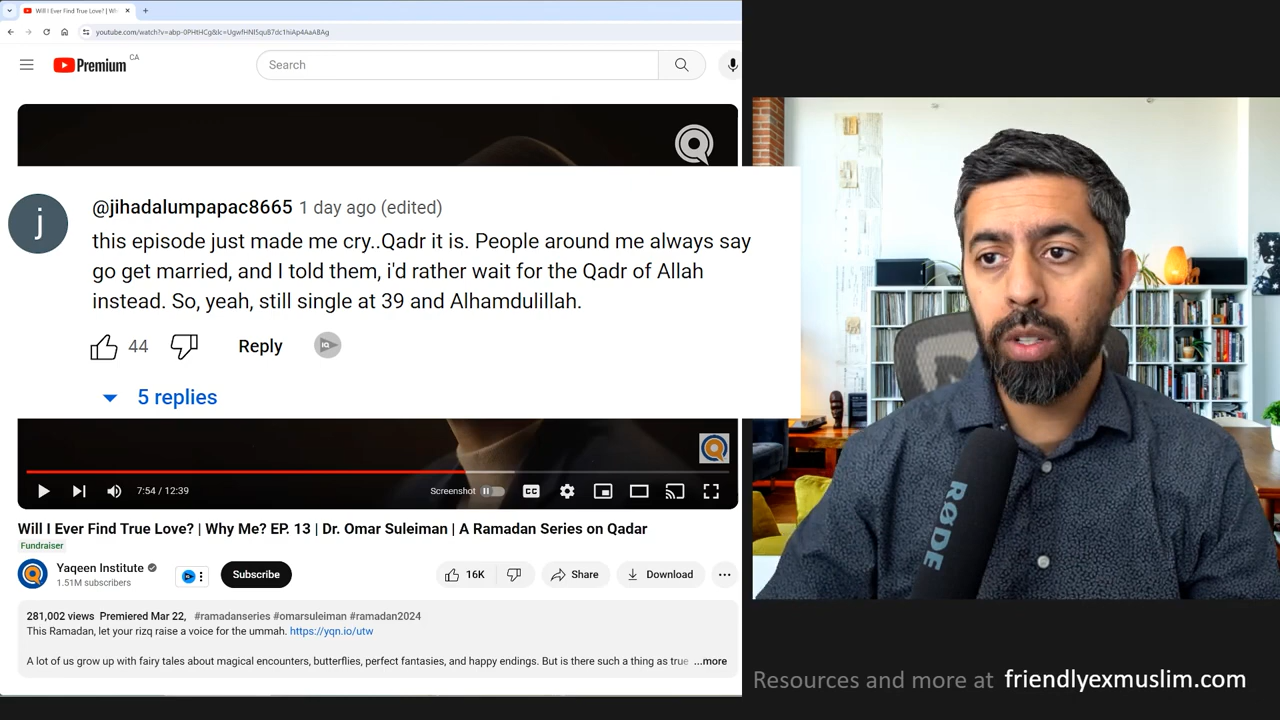 Will I Ever Find True Love? | Wh
youtube.com/watch?v=abp-0PHtHCg&lc=UgwfHNl5quB7dc1hiAp4AaABAg
Premium CA
Search
@jihadalumpapac8665 1 day ago (edited)
this episode just made me cry..Qadr it is. People around me always say
go get married, and I told them, i'd rather wait for the Qadr of Allah
instead. So, yeah, still single at 39 and Alhamdulillah.
44 Reply IQ
5 replies
7:54 / 12:39 Screenshot CC
Will I Ever Find True Love? | Why Me? EP. 13 | Dr. Omar Suleiman | A Ramadan Series on Qadar
Fundraiser
Yaqeen Institute
1.51M subscribers
Subscribe
16K Share Download
281,002 views Premiered Mar 22, #ramadanseries #omarsuleiman #ramadan2024
This Ramadan, let your rizq raise a voice for the ummah. https://yqn.io/utw
A lot of us grow up with fairy tales about magical encounters, butterflies, perfect fantasies, and happy endings. But is there such a thing as true ...more
RØDE
Resources and more at friendlyexmuslim.com